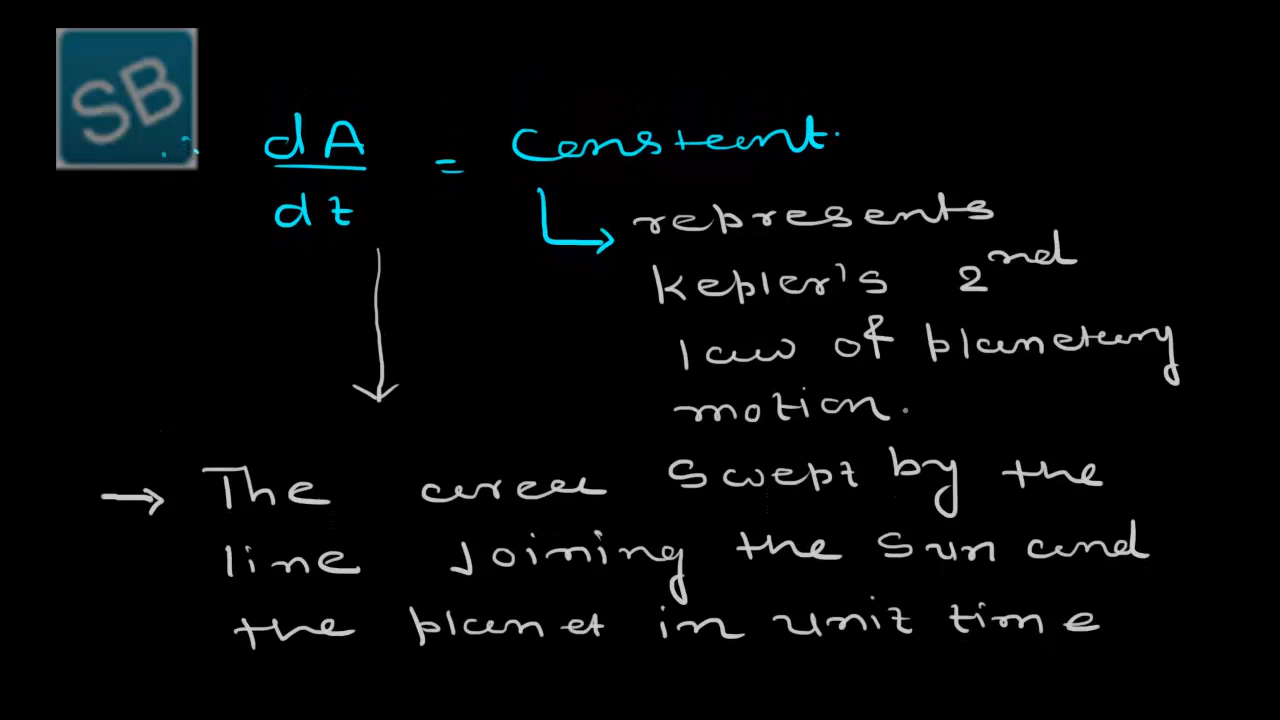 SB
∴ dA/dt = Constant.
represents
Kepler's 2nd
law of planetary
motion.
→ The area swept by the
line Joining the Sun and
the planet in unit time